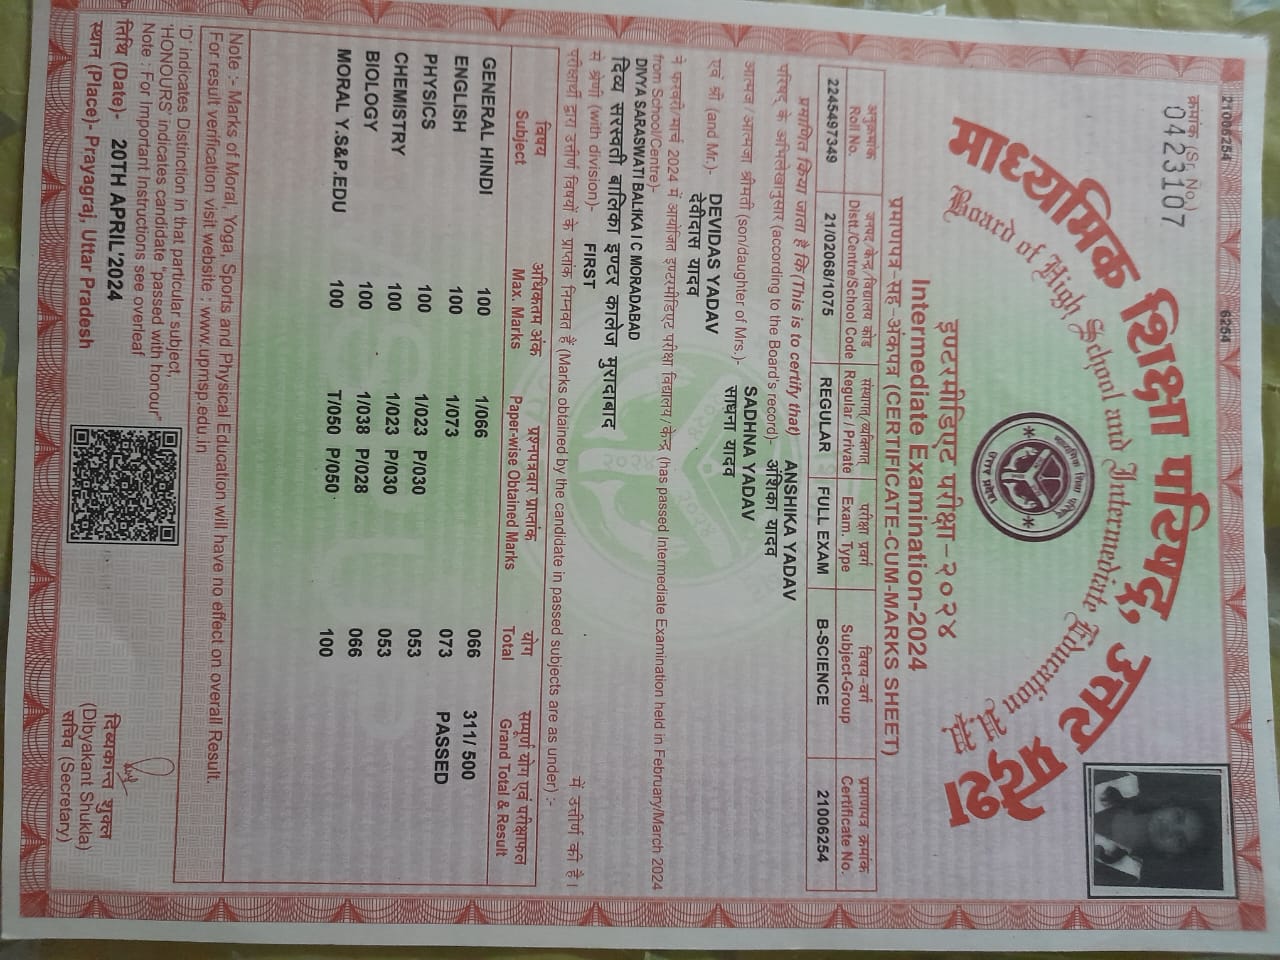 21006254 6254
क्रमांक (Sr. No.)
0423107
माध्यमिक शिक्षा परिषद्, उत्तर प्रदेश
Board of High School and Intermediate Education
इण्टरमीडिएट परीक्षा–२०२४
Intermediate Examination-2024
प्रमाणपत्र–सह–अंकपत्र (CERTIFICATE-CUM-MARKS SHEET)
अनुक्रमांक जनपद/केन्द्र/विद्यालय कोड संस्थागत/व्यक्तिगत परीक्षा प्रवर्ग विषय–वर्ग प्रमाणपत्र क्रमांक
Roll No. Distt./Centre/School Code Regular / Private Exam. Type Subject-Group Certificate No.
2245497349 21/02068/1075 REGULAR FULL EXAM B-SCIENCE 21006254
प्रमाणित किया जाता है कि (This is to certify that) ANSHIKA YADAV
परिषद के अभिलेखानुसार (according to the Board's record)- अंशिका यादव
आत्मज / आत्मजा श्रीमती (son/daughter of Mrs.)- SADHNA YADAV
साधना यादव
एवं श्री (and Mr.)- DEVIDAS YADAV
देवीदास यादव
ने फरवरी/मार्च 2024 में आयोजित इण्टरमीडिएट परीक्षा विद्यालय / केन्द्र (has passed Intermediate Examination held in February/March 2024
from School/Centre)-
DIVYA SARASWATI BALIKA I C MORADABAD
दिव्य सरस्वती बालिका इण्टर कालेज मुरादाबाद
में श्रेणी (with division)- FIRST में उत्तीर्ण की है।
परीक्षार्थी द्वारा उत्तीर्ण विषयों के प्राप्तांक निम्नवत हैं (Marks obtained by the candidate in passed subjects are as under) :-
विषय अधिकतम अंक प्रश्नपत्रवार प्राप्तांक योग सम्पूर्ण योग एवं परीक्षाफल
Subject Max. Marks Paper-wise Obtained Marks Total Grand Total & Result
GENERAL HINDI 100 1/066 066 311/ 500
ENGLISH 100 1/073 073 PASSED
PHYSICS 100 1/023 P/030 053
CHEMISTRY 100 1/023 P/030 053
BIOLOGY 100 1/038 P/028 066
MORAL Y.S&P.EDU 100 T/050 P/050 100
Note :- Marks of Moral, Yoga, Sports and Physical Education will have no effect on overall Result.
For result verification visit website : www.upmsp.edu.in
'D' indicates Distinction in that particular subject,
'HONOURS' indicates candidate "passed with honour"
Note : For Important Instructions see overleaf
तिथि (Date)- 20TH APRIL'2024
स्थान (Place)- Prayagraj, Uttar Pradesh
दिब्यकान्त शुक्ल
(Dibyakant Shukla)
सचिव (Secretary)